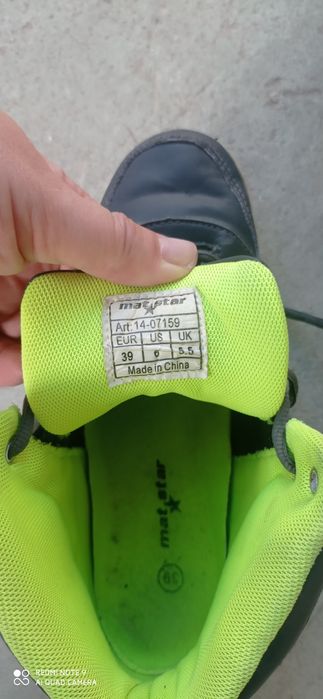 mat star
Art: 14-07159
EUR US UK
39 6 5.5
Made in China
mat star
39
REDMI NOTE 9
AI QUAD CAMERA